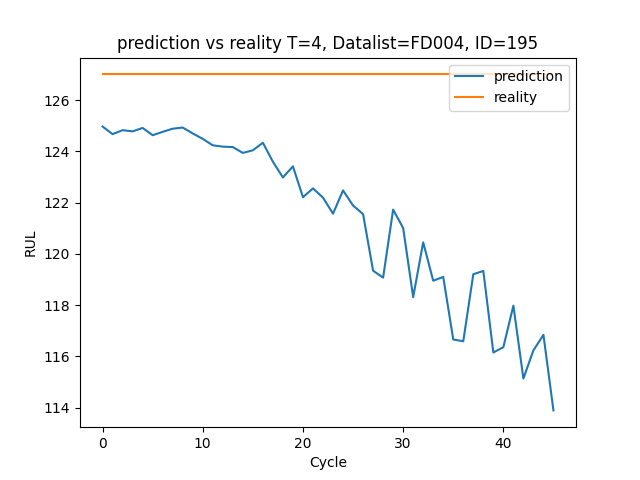 prediction vs reality T=4, Datalist=FD004, ID=195
prediction
reality
RUL
126
124
122
120
118
116
114
0 10 20 30 40
Cycle